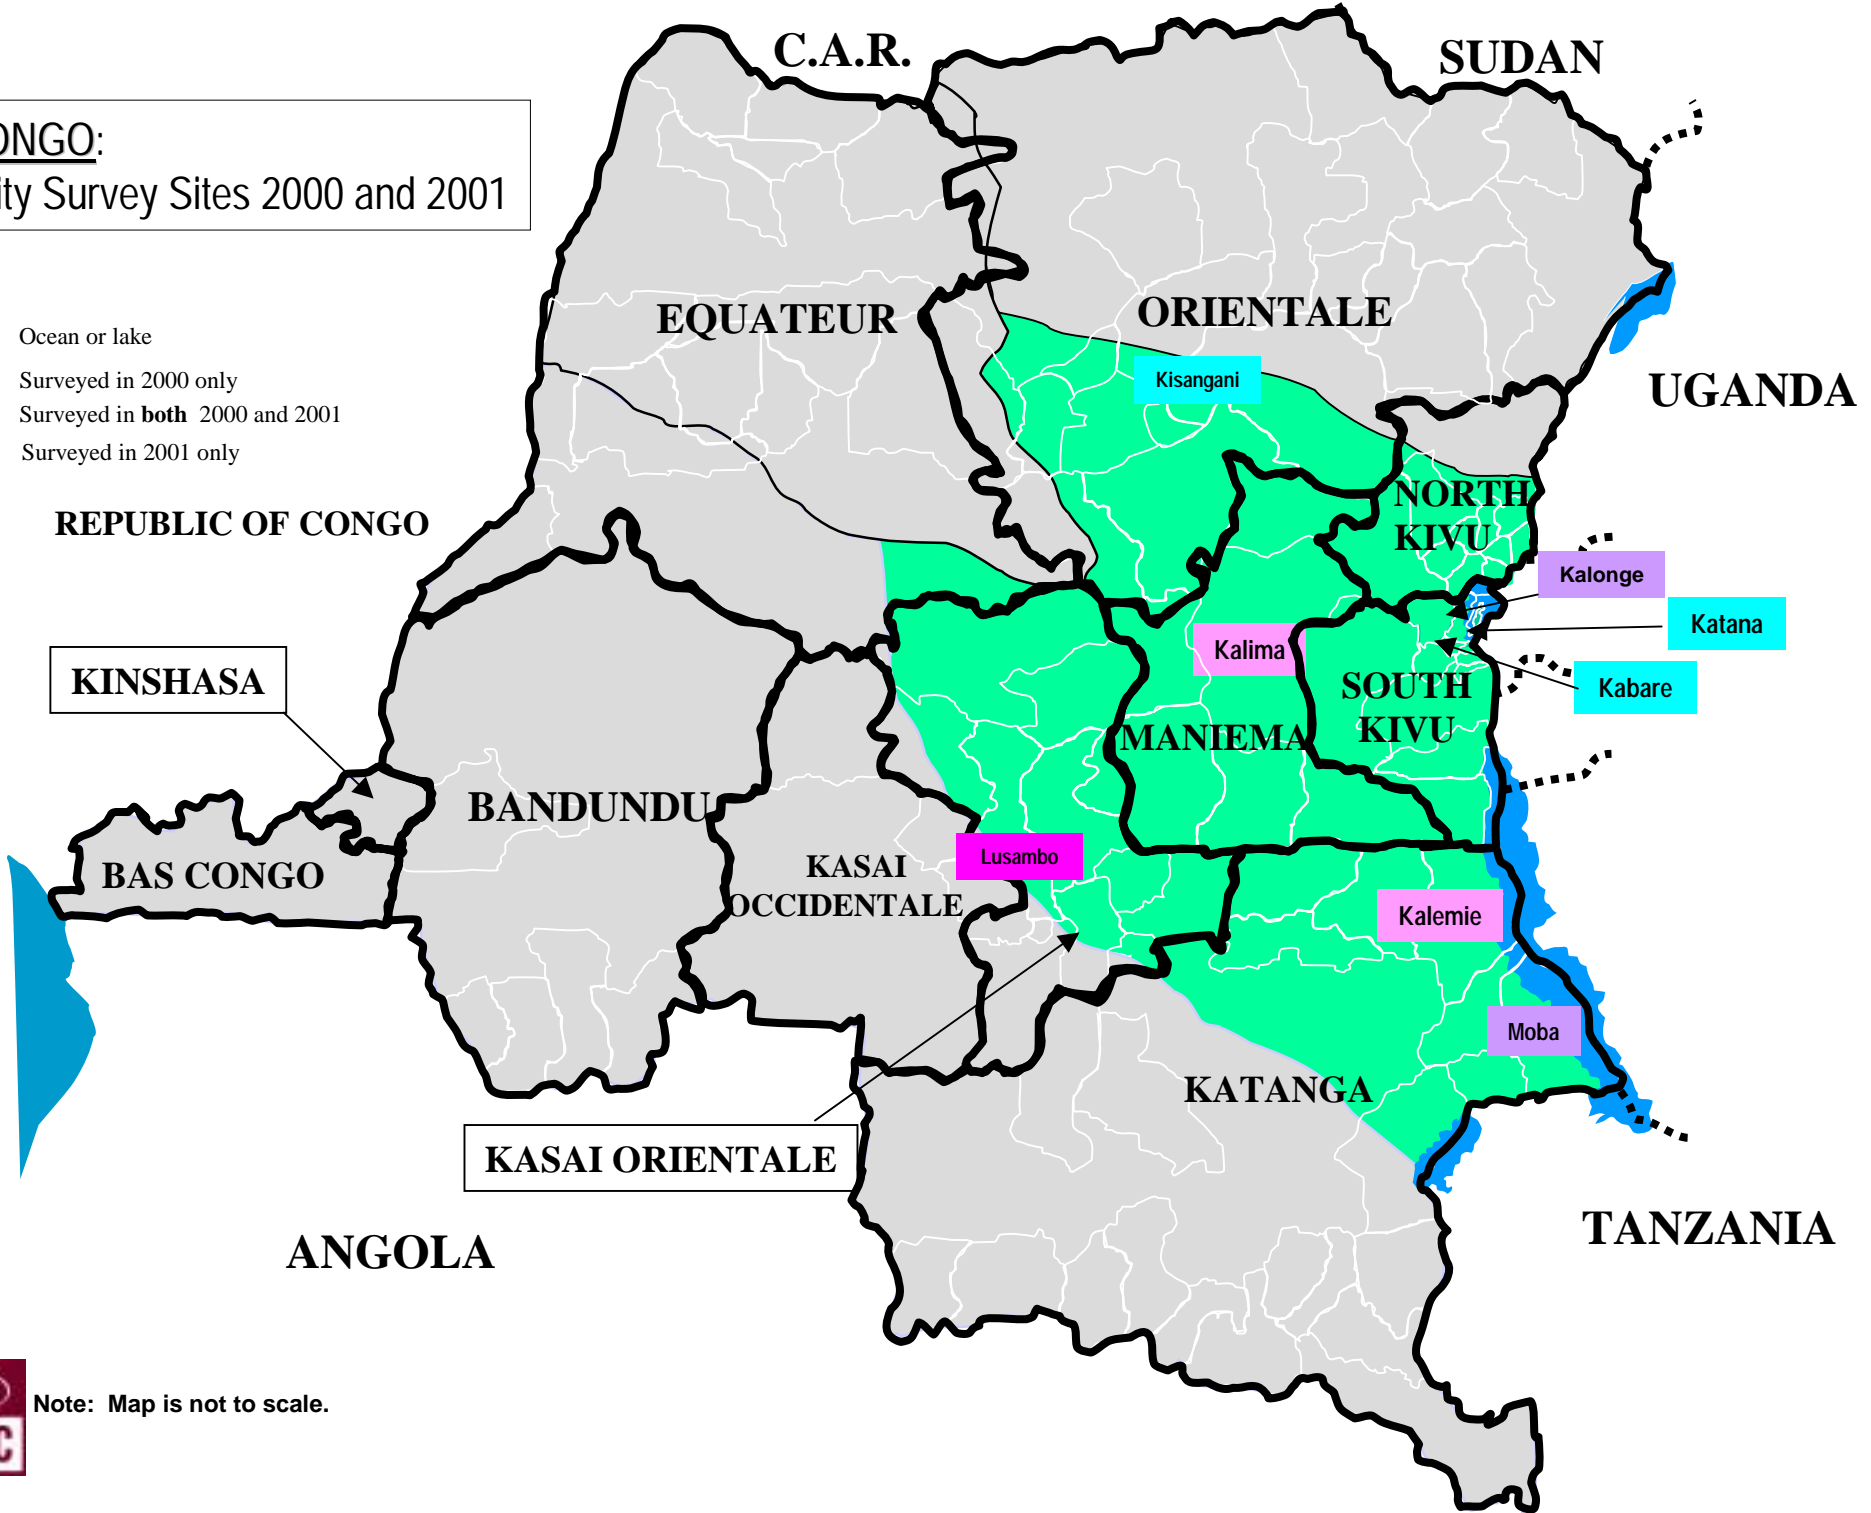 C.A.R.
SUDAN
ONGO:
ity Survey Sites 2000 and 2001
EQUATEUR
ORIENTALE
Ocean or lake
Surveyed in 2000 only
Surveyed in both 2000 and 2001
Surveyed in 2001 only
Kisangani
UGANDA
REPUBLIC OF CONGO
NORTH
KIVU
Kalonge
Katana
Kalima
Kabare
KINSHASA
SOUTH
KIVU
MANIEMA
BANDUNDU
BAS CONGO
KASAI
OCCIDENTALE
Lusambo
Kalemie
Moba
KATANGA
KASAI ORIENTALE
ANGOLA
TANZANIA
Note: Map is not to scale.
C